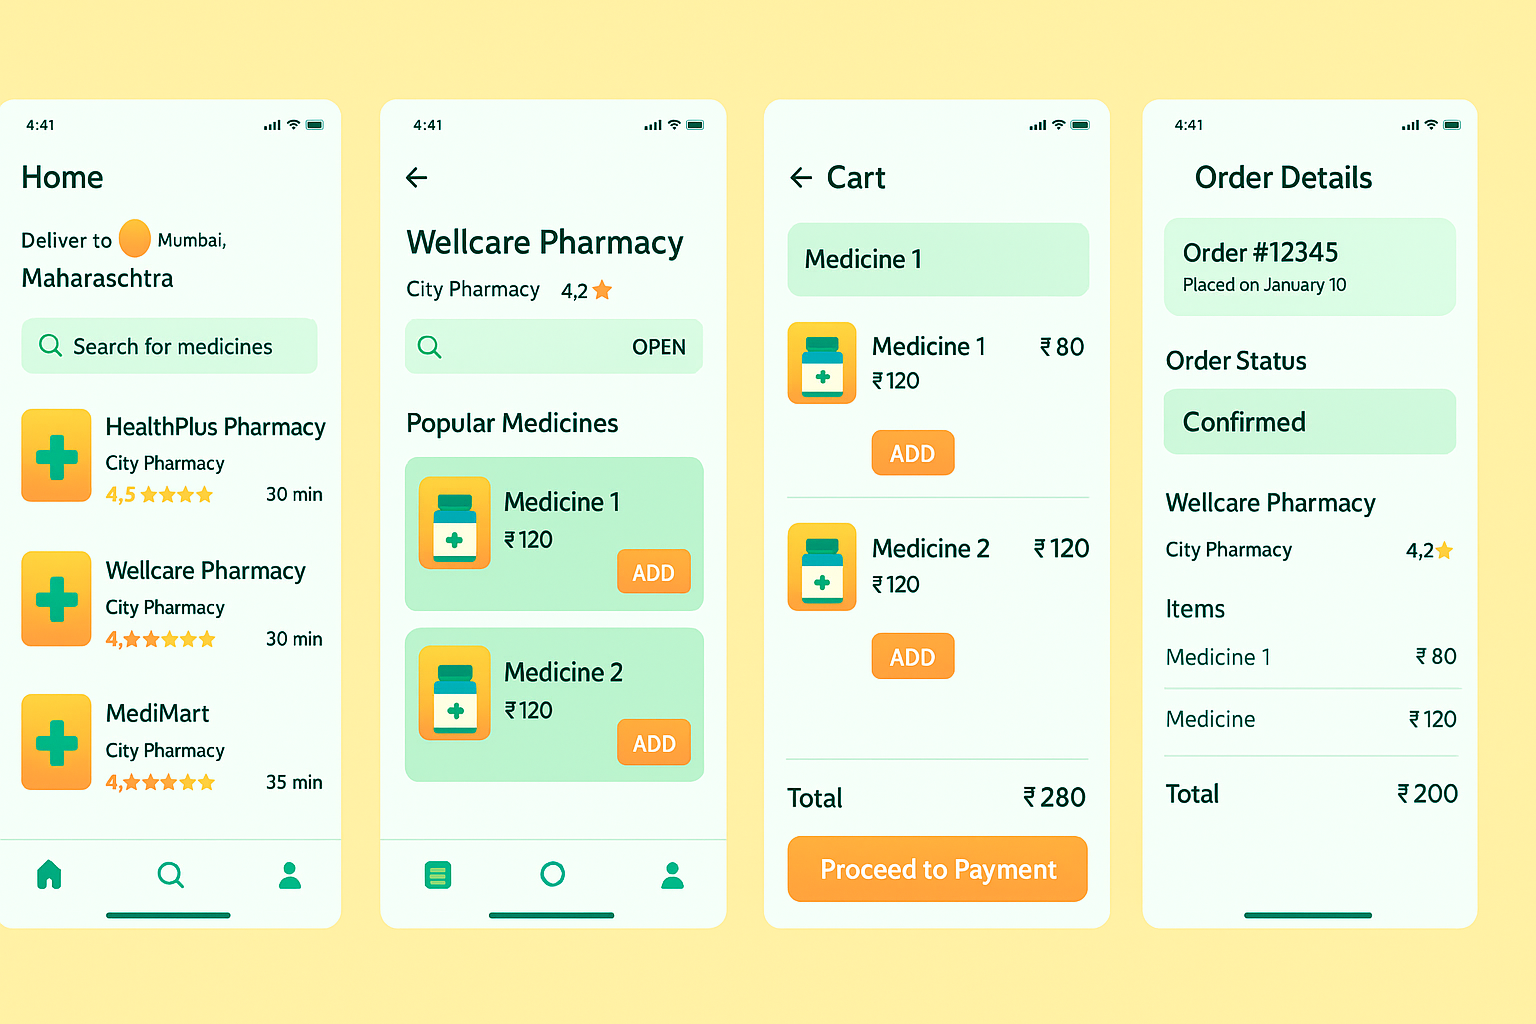 4:41
Home
Deliver to Mumbai,
Maharaschtra
Search for medicines
HealthPlus Pharmacy
City Pharmacy
4,5 30 min
Wellcare Pharmacy
City Pharmacy
4, 30 min
MediMart
City Pharmacy
4, 35 min
4:41
Wellcare Pharmacy
City Pharmacy 4,2
OPEN
Popular Medicines
Medicine 1
₹120
ADD
Medicine 2
₹120
ADD
Cart
Medicine 1
Medicine 1 ₹80
₹120
ADD
Medicine 2 ₹120
₹120
ADD
Total ₹280
Proceed to Payment
4:41
Order Details
Order #12345
Placed on January 10
Order Status
Confirmed
Wellcare Pharmacy
City Pharmacy 4,2
Items
Medicine 1 ₹80
Medicine ₹120
Total ₹200